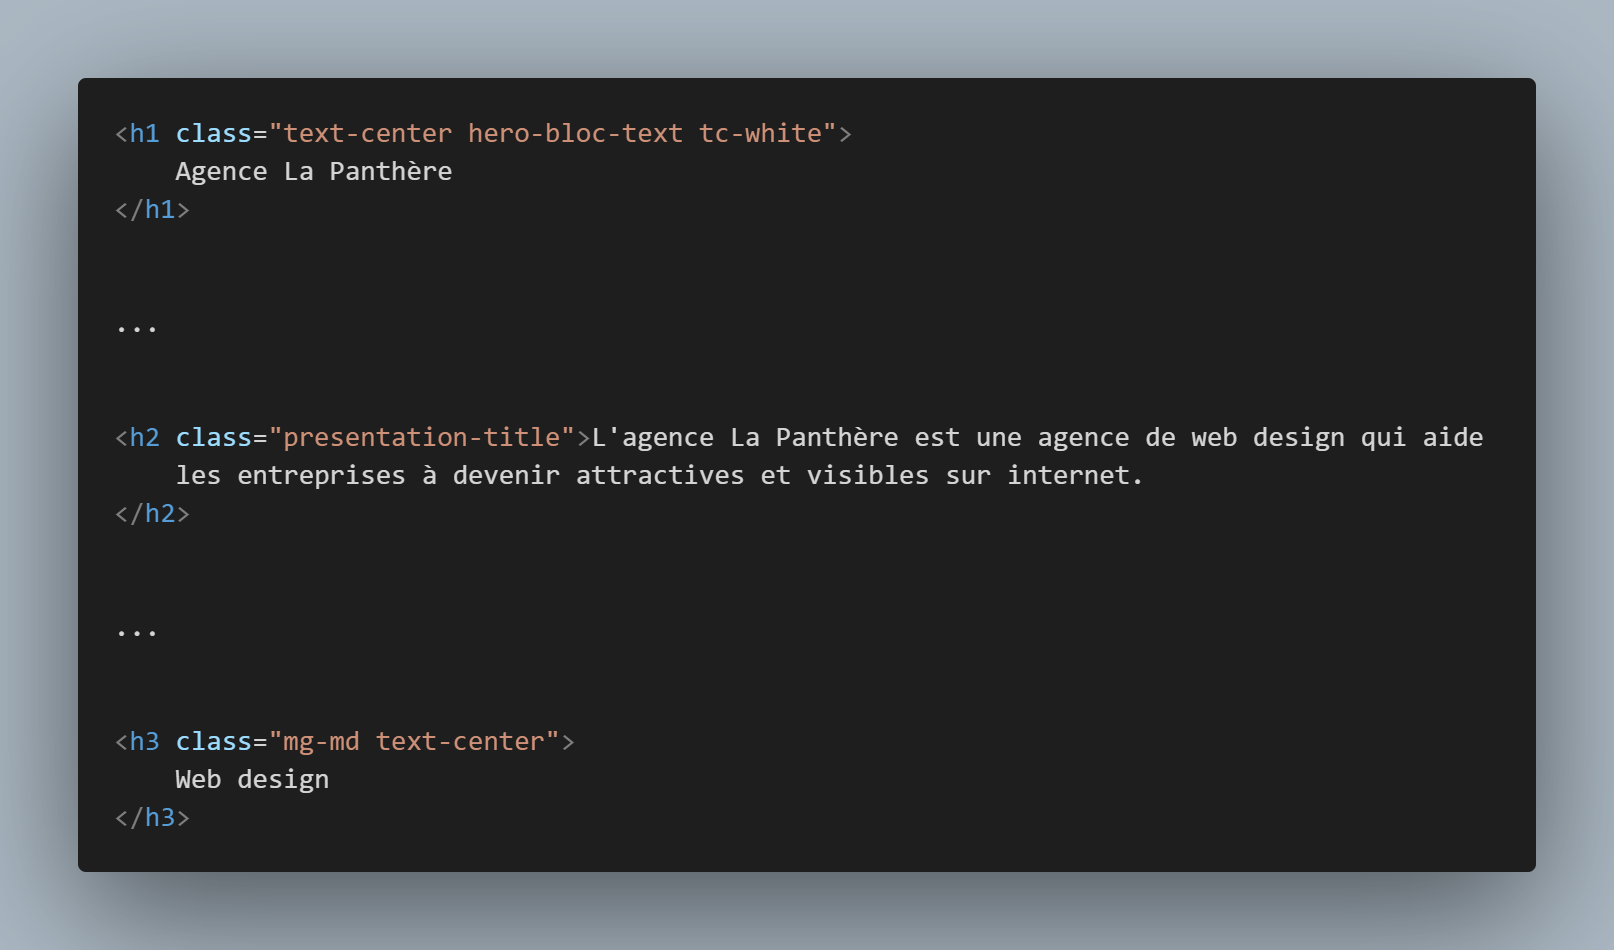 <h1 class="text-center hero-bloc-text tc-white">
    Agence La Panthère
</h1>
...
<h2 class="presentation-title">L'agence La Panthère est une agence de web design qui aide
    les entreprises à devenir attractives et visibles sur internet.
</h2>
...
<h3 class="mg-md text-center">
    Web design
</h3>